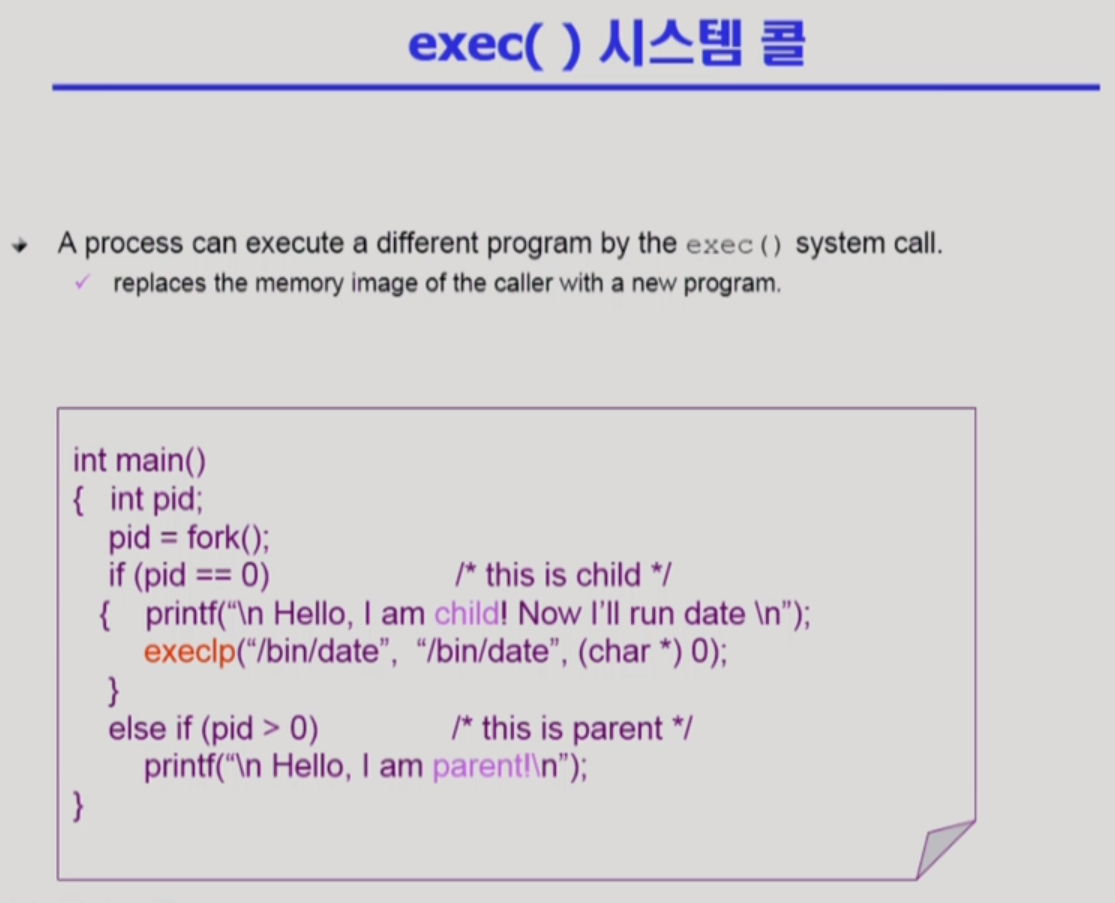 exec( ) 시스템 콜
A process can execute a different program by the exec() system call.
✓ replaces the memory image of the caller with a new program.
int main()
{ int pid;
pid = fork();
if (pid == 0) /* this is child */
{ printf(“\n Hello, I am child! Now I’ll run date \n”);
execlp(“/bin/date”, “/bin/date”, (char *) 0);
}
else if (pid > 0) /* this is parent */
printf(“\n Hello, I am parent!\n”);
}